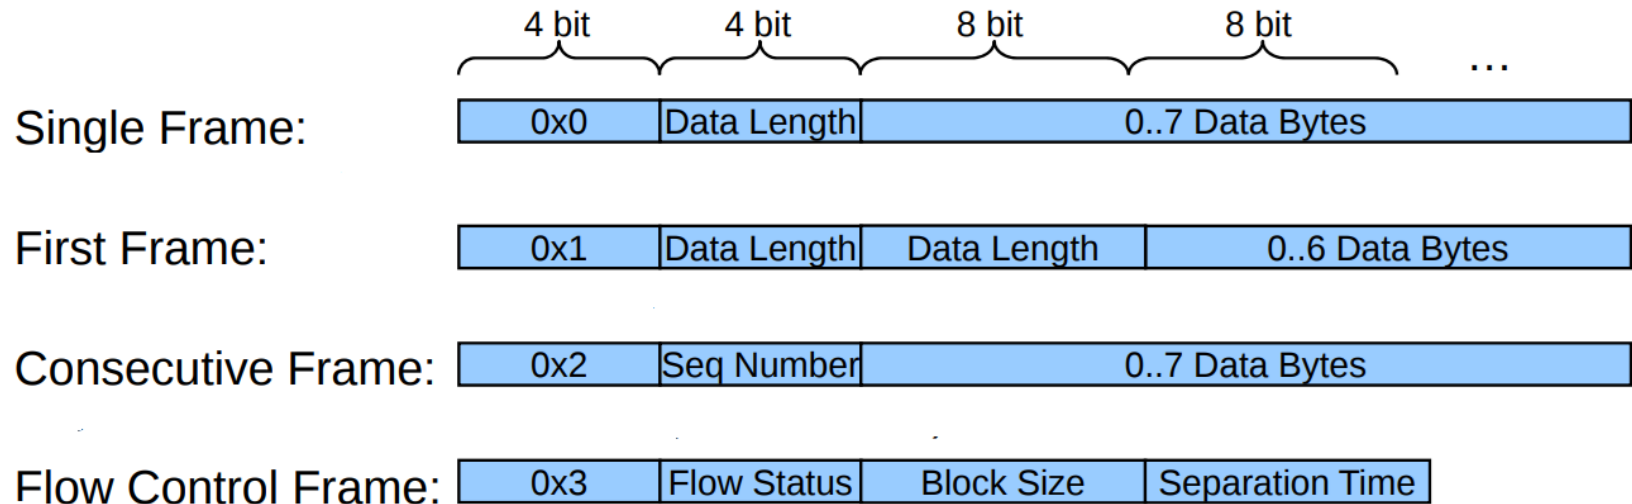 4 bit 4 bit 8 bit 8 bit ...
Single Frame: 0x0 Data Length 0..7 Data Bytes
First Frame: 0x1 Data Length Data Length 0..6 Data Bytes
Consecutive Frame: 0x2 Seq Number 0..7 Data Bytes
Flow Control Frame: 0x3 Flow Status Block Size Separation Time